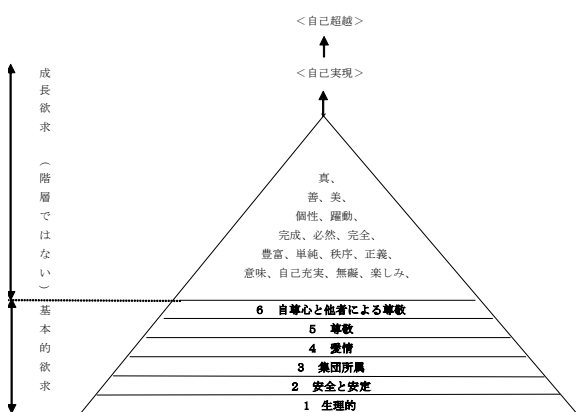 ＜自己超越＞
＜自己実現＞
成長欲求（階層ではない）
真、
善、美、
個性、躍動、
完成、必然、完全、
豊富、単純、秩序、正義、
意味、自己充実、無礙、楽しみ、
基本的欲求
6 自尊心と他者による尊敬
5 尊敬
4 愛情
3 集団所属
2 安全と安定
1 生理的